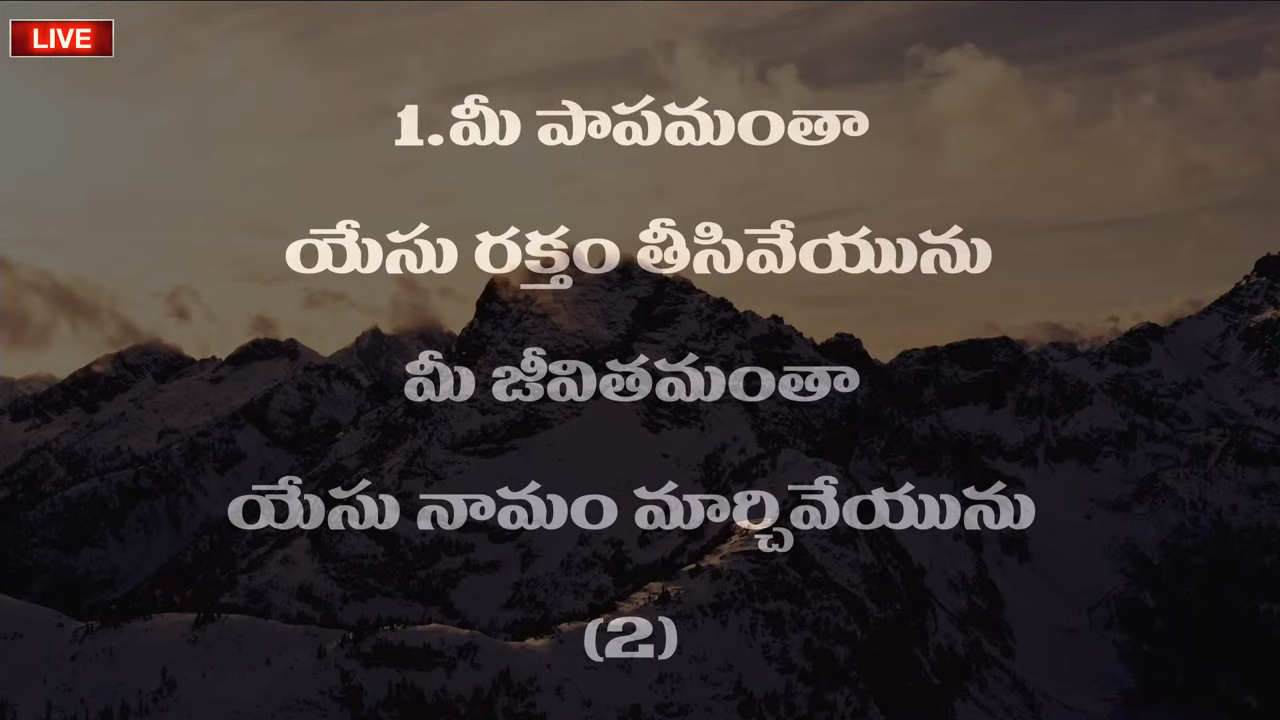 LIVE
1.మీ పాపమంతా
యేసు రక్తం తీసివేయును
మీ జీవితమంతా
యేసు నామం మార్చివేయును
(2)